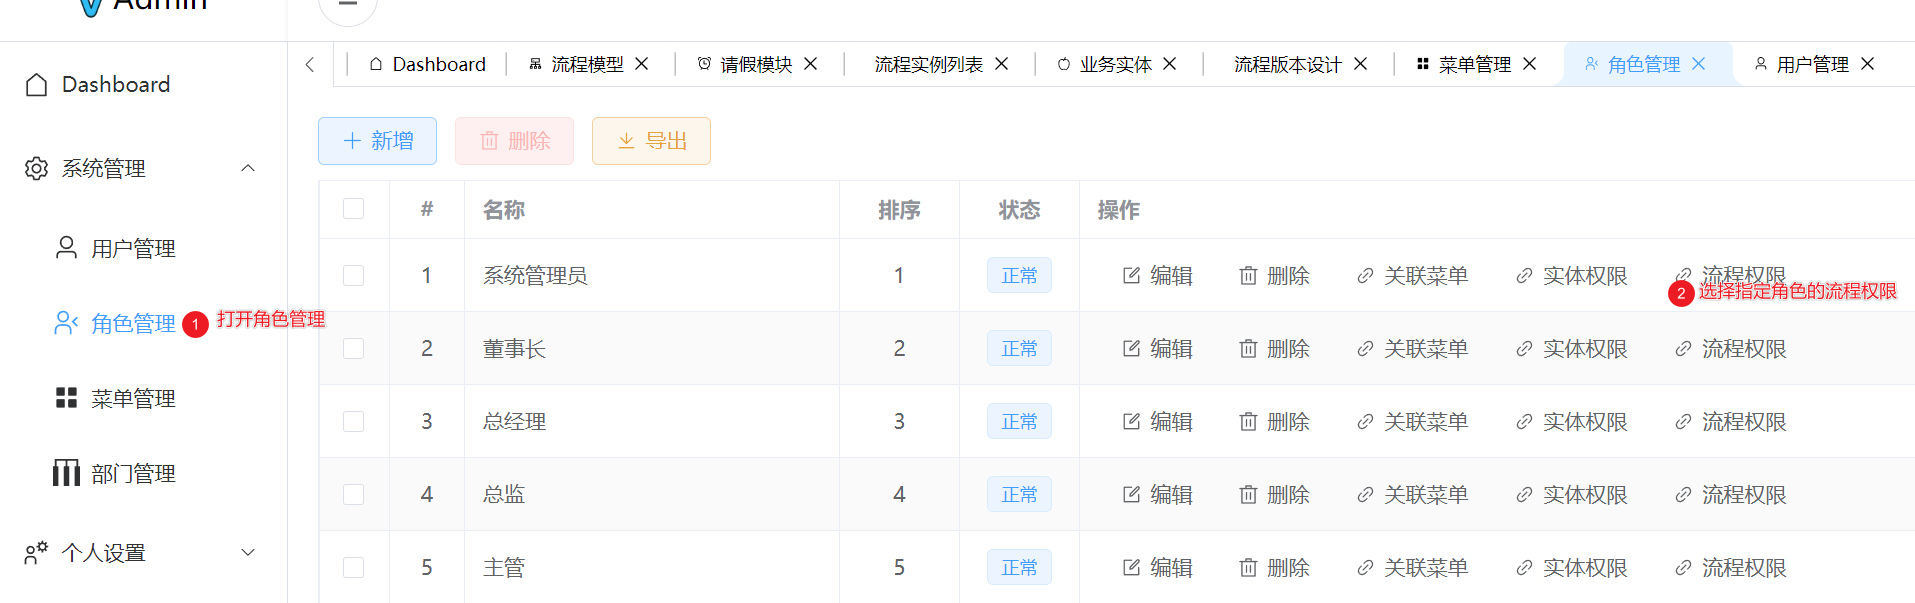 Admin
Dashboard 流程模型 请假模块 流程实例列表 业务实体 流程版本设计 菜单管理 角色管理 用户管理
Dashboard
系统管理
用户管理
角色管理 1 打开角色管理
菜单管理
部门管理
个人设置
新增 删除 导出
# 名称 排序 状态 操作
1 系统管理员 1 正常 编辑 删除 关联菜单 实体权限 流程权限
2 选择指定角色的流程权限
2 董事长 2 正常 编辑 删除 关联菜单 实体权限 流程权限
3 总经理 3 正常 编辑 删除 关联菜单 实体权限 流程权限
4 总监 4 正常 编辑 删除 关联菜单 实体权限 流程权限
5 主管 5 正常 编辑 删除 关联菜单 实体权限 流程权限